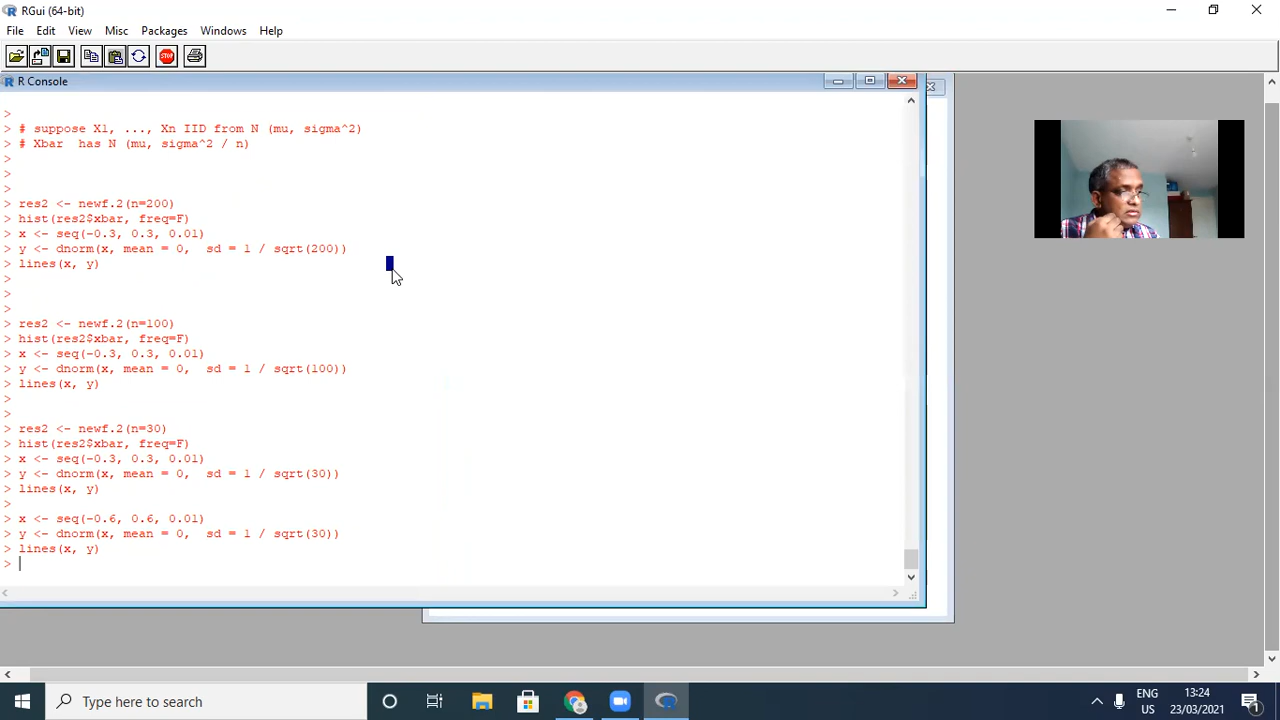 RGui (64-bit)
File Edit View Misc Packages Windows Help
STOP
R Console
>
> # suppose X1, ..., Xn IID from N (mu, sigma^2)
> # Xbar  has N (mu, sigma^2 / n)
>
>
>
> res2 <- newf.2(n=200)
> hist(res2$xbar, freq=F)
> x <- seq(-0.3, 0.3, 0.01)
> y <- dnorm(x, mean = 0,  sd = 1 / sqrt(200))
> lines(x, y)
>
>
>
> res2 <- newf.2(n=100)
> hist(res2$xbar, freq=F)
> x <- seq(-0.3, 0.3, 0.01)
> y <- dnorm(x, mean = 0,  sd = 1 / sqrt(100))
> lines(x, y)
>
>
> res2 <- newf.2(n=30)
> hist(res2$xbar, freq=F)
> x <- seq(-0.3, 0.3, 0.01)
> y <- dnorm(x, mean = 0,  sd = 1 / sqrt(30))
> lines(x, y)
>
> x <- seq(-0.6, 0.6, 0.01)
> y <- dnorm(x, mean = 0,  sd = 1 / sqrt(30))
> lines(x, y)
>
Type here to search
ENG
US
13:24
23/03/2021
1